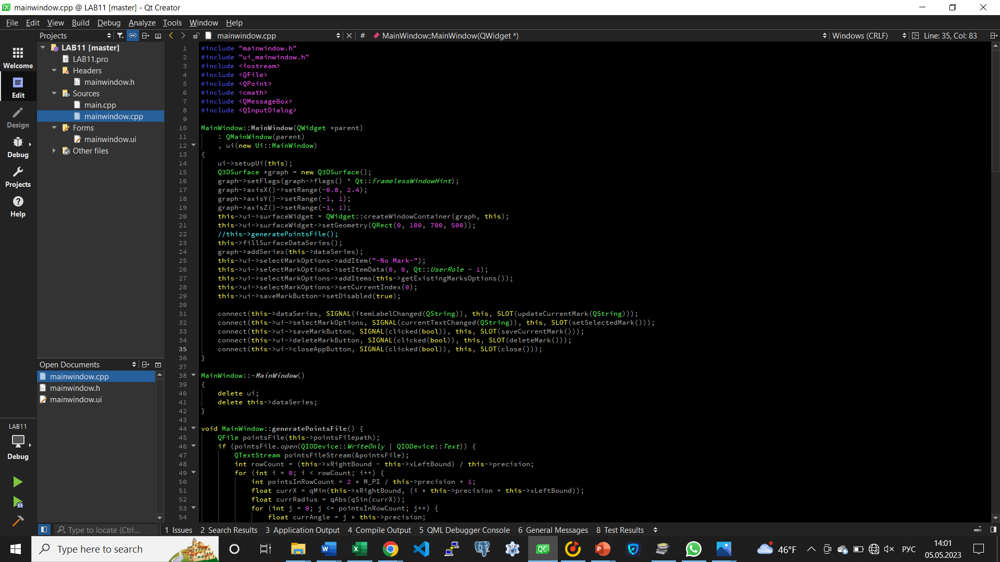 mainwindow.cpp @ LAB11 [master] - Qt Creator
File Edit View Build Debug Analyze Tools Window Help
Projects mainwindow.cpp # MainWindow::MainWindow(QWidget *) Windows (CRLF) Line: 35, Col: 83
LAB11 [master]
LAB11.pro
Headers
mainwindow.h
Sources
main.cpp
mainwindow.cpp
Forms
mainwindow.ui
Other files
Welcome
Edit
Design
Debug
Projects
Help
1 #include "mainwindow.h"
2 #include "ui_mainwindow.h"
3 #include <iostream>
4 #include <QFile>
5 #include <QPoint>
6 #include <cmath>
7 #include <QMessageBox>
8 #include <QInputDialog>
9
10 MainWindow::MainWindow(QWidget *parent)
11 : QMainWindow(parent)
12 , ui(new Ui::MainWindow)
13 {
14 ui->setupUi(this);
15 Q3DSurface *graph = new Q3DSurface();
16 graph->setFlags(graph->flags() ^ Qt::FramelessWindowHint);
17 graph->axisX()->setRange(-0.8, 2.4);
18 graph->axisY()->setRange(-1, 1);
19 graph->axisZ()->setRange(-1, 1);
20 this->ui->surfaceWidget = QWidget::createWindowContainer(graph, this);
21 this->ui->surfaceWidget->setGeometry(QRect(0, 100, 700, 500));
22 //this->generatePointsFile();
23 this->fillSurfaceDataSeries();
24 graph->addSeries(this->dataSeries);
25 this->ui->selectMarkOptions->addItem("-No Mark-");
26 this->ui->selectMarkOptions->setItemData(0, 0, Qt::UserRole - 1);
27 this->ui->selectMarkOptions->addItems(this->getExistingMarksOptions());
28 this->ui->selectMarkOptions->setCurrentIndex(0);
29 this->ui->saveMarkButton->setDisabled(true);
30
31 connect(this->dataSeries, SIGNAL(itemLabelChanged(QString)), this, SLOT(updateCurrentMark(QString)));
32 connect(this->ui->selectMarkOptions, SIGNAL(currentTextChanged(QString)), this, SLOT(setSelectedMark()));
33 connect(this->ui->saveMarkButton, SIGNAL(clicked(bool)), this, SLOT(saveCurrentMark()));
34 connect(this->ui->deleteMarkButton, SIGNAL(clicked(bool)), this, SLOT(deleteMark()));
35 connect(this->ui->closeAppButton, SIGNAL(clicked(bool)), this, SLOT(close()));
36 }
37
38 MainWindow::~MainWindow()
39 {
40 delete ui;
41 delete this->dataSeries;
42 }
43
44 void MainWindow::generatePointsFile() {
45 QFile pointsFile(this->pointsFilepath);
46 if (pointsFile.open(QIODevice::WriteOnly | QIODevice::Text)) {
47 QTextStream pointsFileStream(&pointsFile);
48 int rowCount = (this->xRightBound - this->xLeftBound) / this->precision;
49 for (int i = 0; i < rowCount; i++) {
50 int pointsInRowCount = 2 * M_PI / this->precision + 1;
51 float currX = qMin(this->xRightBound, (i * this->precision + this->xLeftBound));
52 float currRadius = qAbs(qSin(currX));
53 for (int j = 0; j <= pointsInRowCount; j++) {
54 float currAngle = j * this->precision;
Open Documents
mainwindow.cpp
mainwindow.h
mainwindow.ui
LAB11
Debug
Type to locate (Ctrl... 1 Issues 2 Search Results 3 Application Output 4 Compile Output 5 QML Debugger Console 6 General Messages 8 Test Results
Type here to search 46°F РУС 14:01
05.05.2023